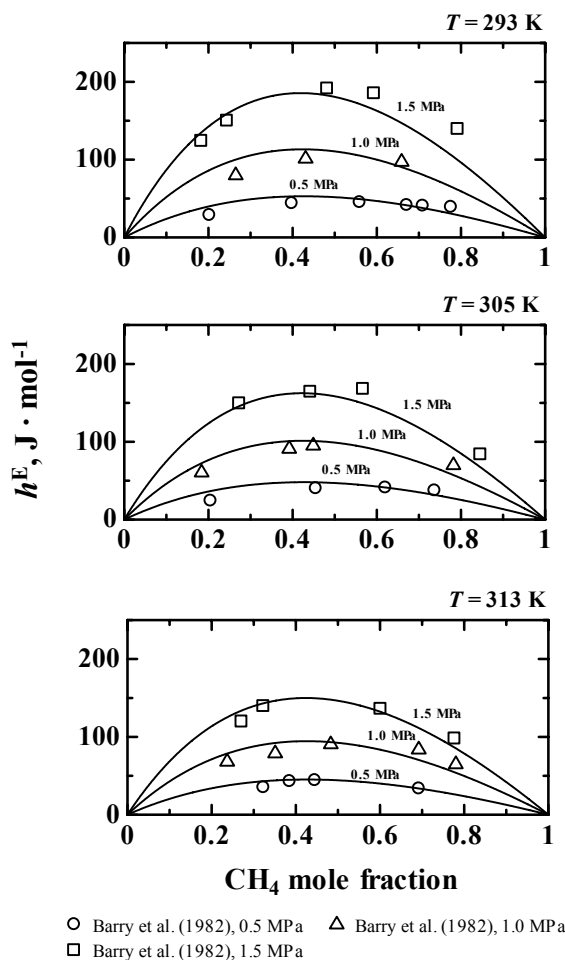 T = 293 K
200
100
0
1.5 MPa
1.0 MPa
0.5 MPa
0 0.2 0.4 0.6 0.8 1
T = 305 K
200
100
0
1.5 MPa
1.0 MPa
0.5 MPa
0 0.2 0.4 0.6 0.8 1
hᴱ, J · mol⁻¹
T = 313 K
200
100
0
1.5 MPa
1.0 MPa
0.5 MPa
0 0.2 0.4 0.6 0.8 1
CH₄ mole fraction
Barry et al. (1982), 0.5 MPa Barry et al. (1982), 1.0 MPa
Barry et al. (1982), 1.5 MPa